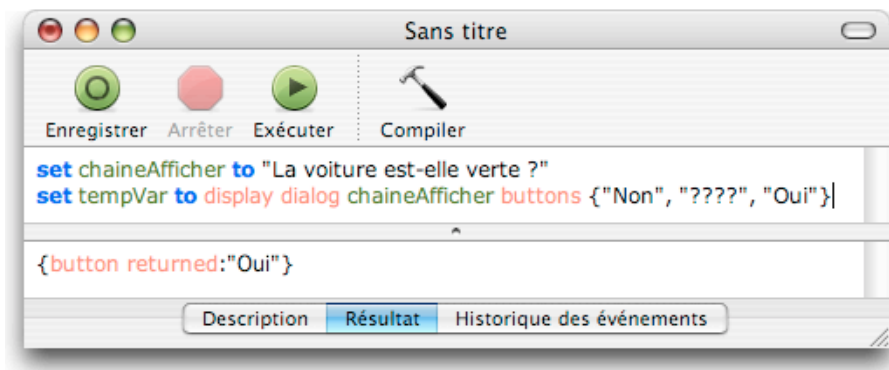 Sans titre
Enregistrer Arrêter Exécuter Compiler
set chaineAfficher to "La voiture est-elle verte ?"
set tempVar to display dialog chaineAfficher buttons {"Non", "????", "Oui"}
{button returned:"Oui"}
Description Résultat Historique des événements